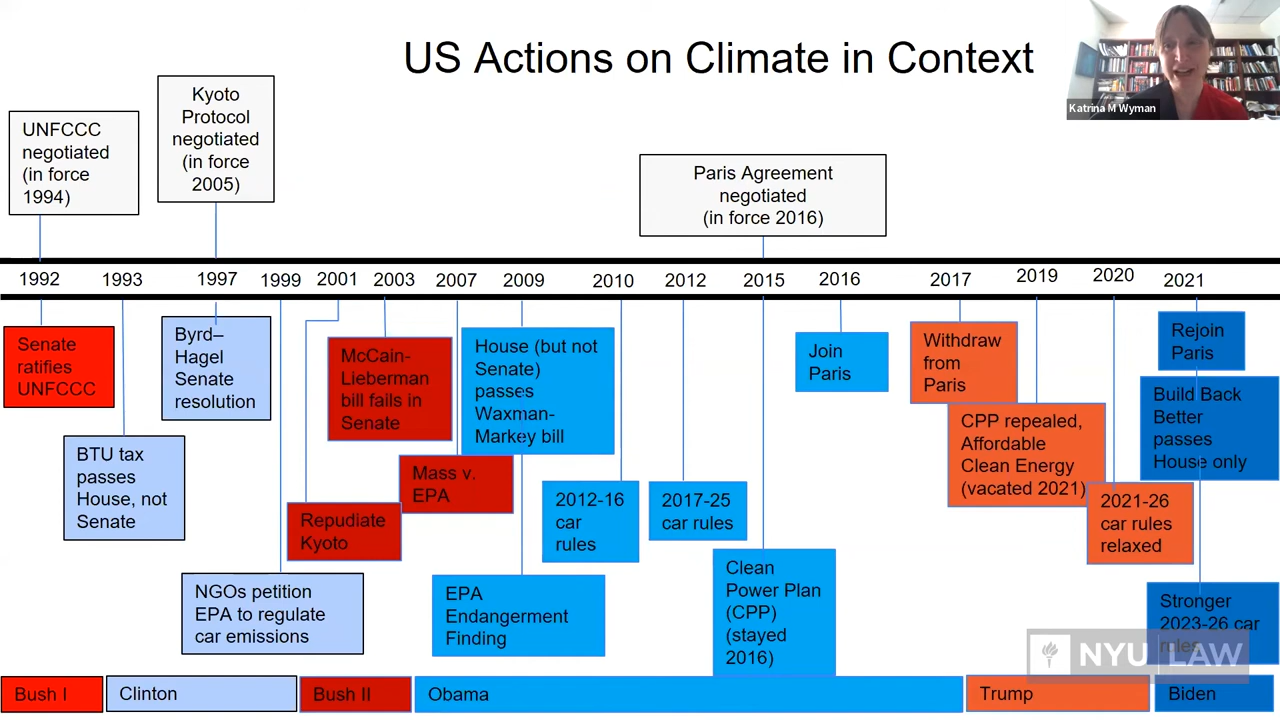 US Actions on Climate in Context
Katrina M Wyman
UNFCCC
negotiated
(in force
1994)
Kyoto
Protocol
negotiated
(in force
2005)
Paris Agreement
negotiated
(in force 2016)
1992
1993
1997
1999
2001
2003
2007
2009
2010
2012
2015
2016
2017
2019
2020
2021
Senate
ratifies
UNFCCC
BTU tax
passes
House, not
Senate
Byrd–
Hagel
Senate
resolution
NGOs petition
EPA to regulate
car emissions
Repudiate
Kyoto
McCain-
Lieberman
bill fails in
Senate
Mass v.
EPA
House (but not
Senate)
passes
Waxman-
Markey bill
EPA
Endangerment
Finding
2012-16
car
rules
2017-25
car rules
Clean
Power Plan
(CPP)
(stayed
2016)
Join
Paris
Withdraw
from
Paris
CPP repealed,
Affordable
Clean Energy
(vacated 2021)
2021-26
car rules
relaxed
Rejoin
Paris
Build Back
Better
passes
House only
Stronger
2023-26 car
rules
NYU LAW
Bush I
Clinton
Bush II
Obama
Trump
Biden